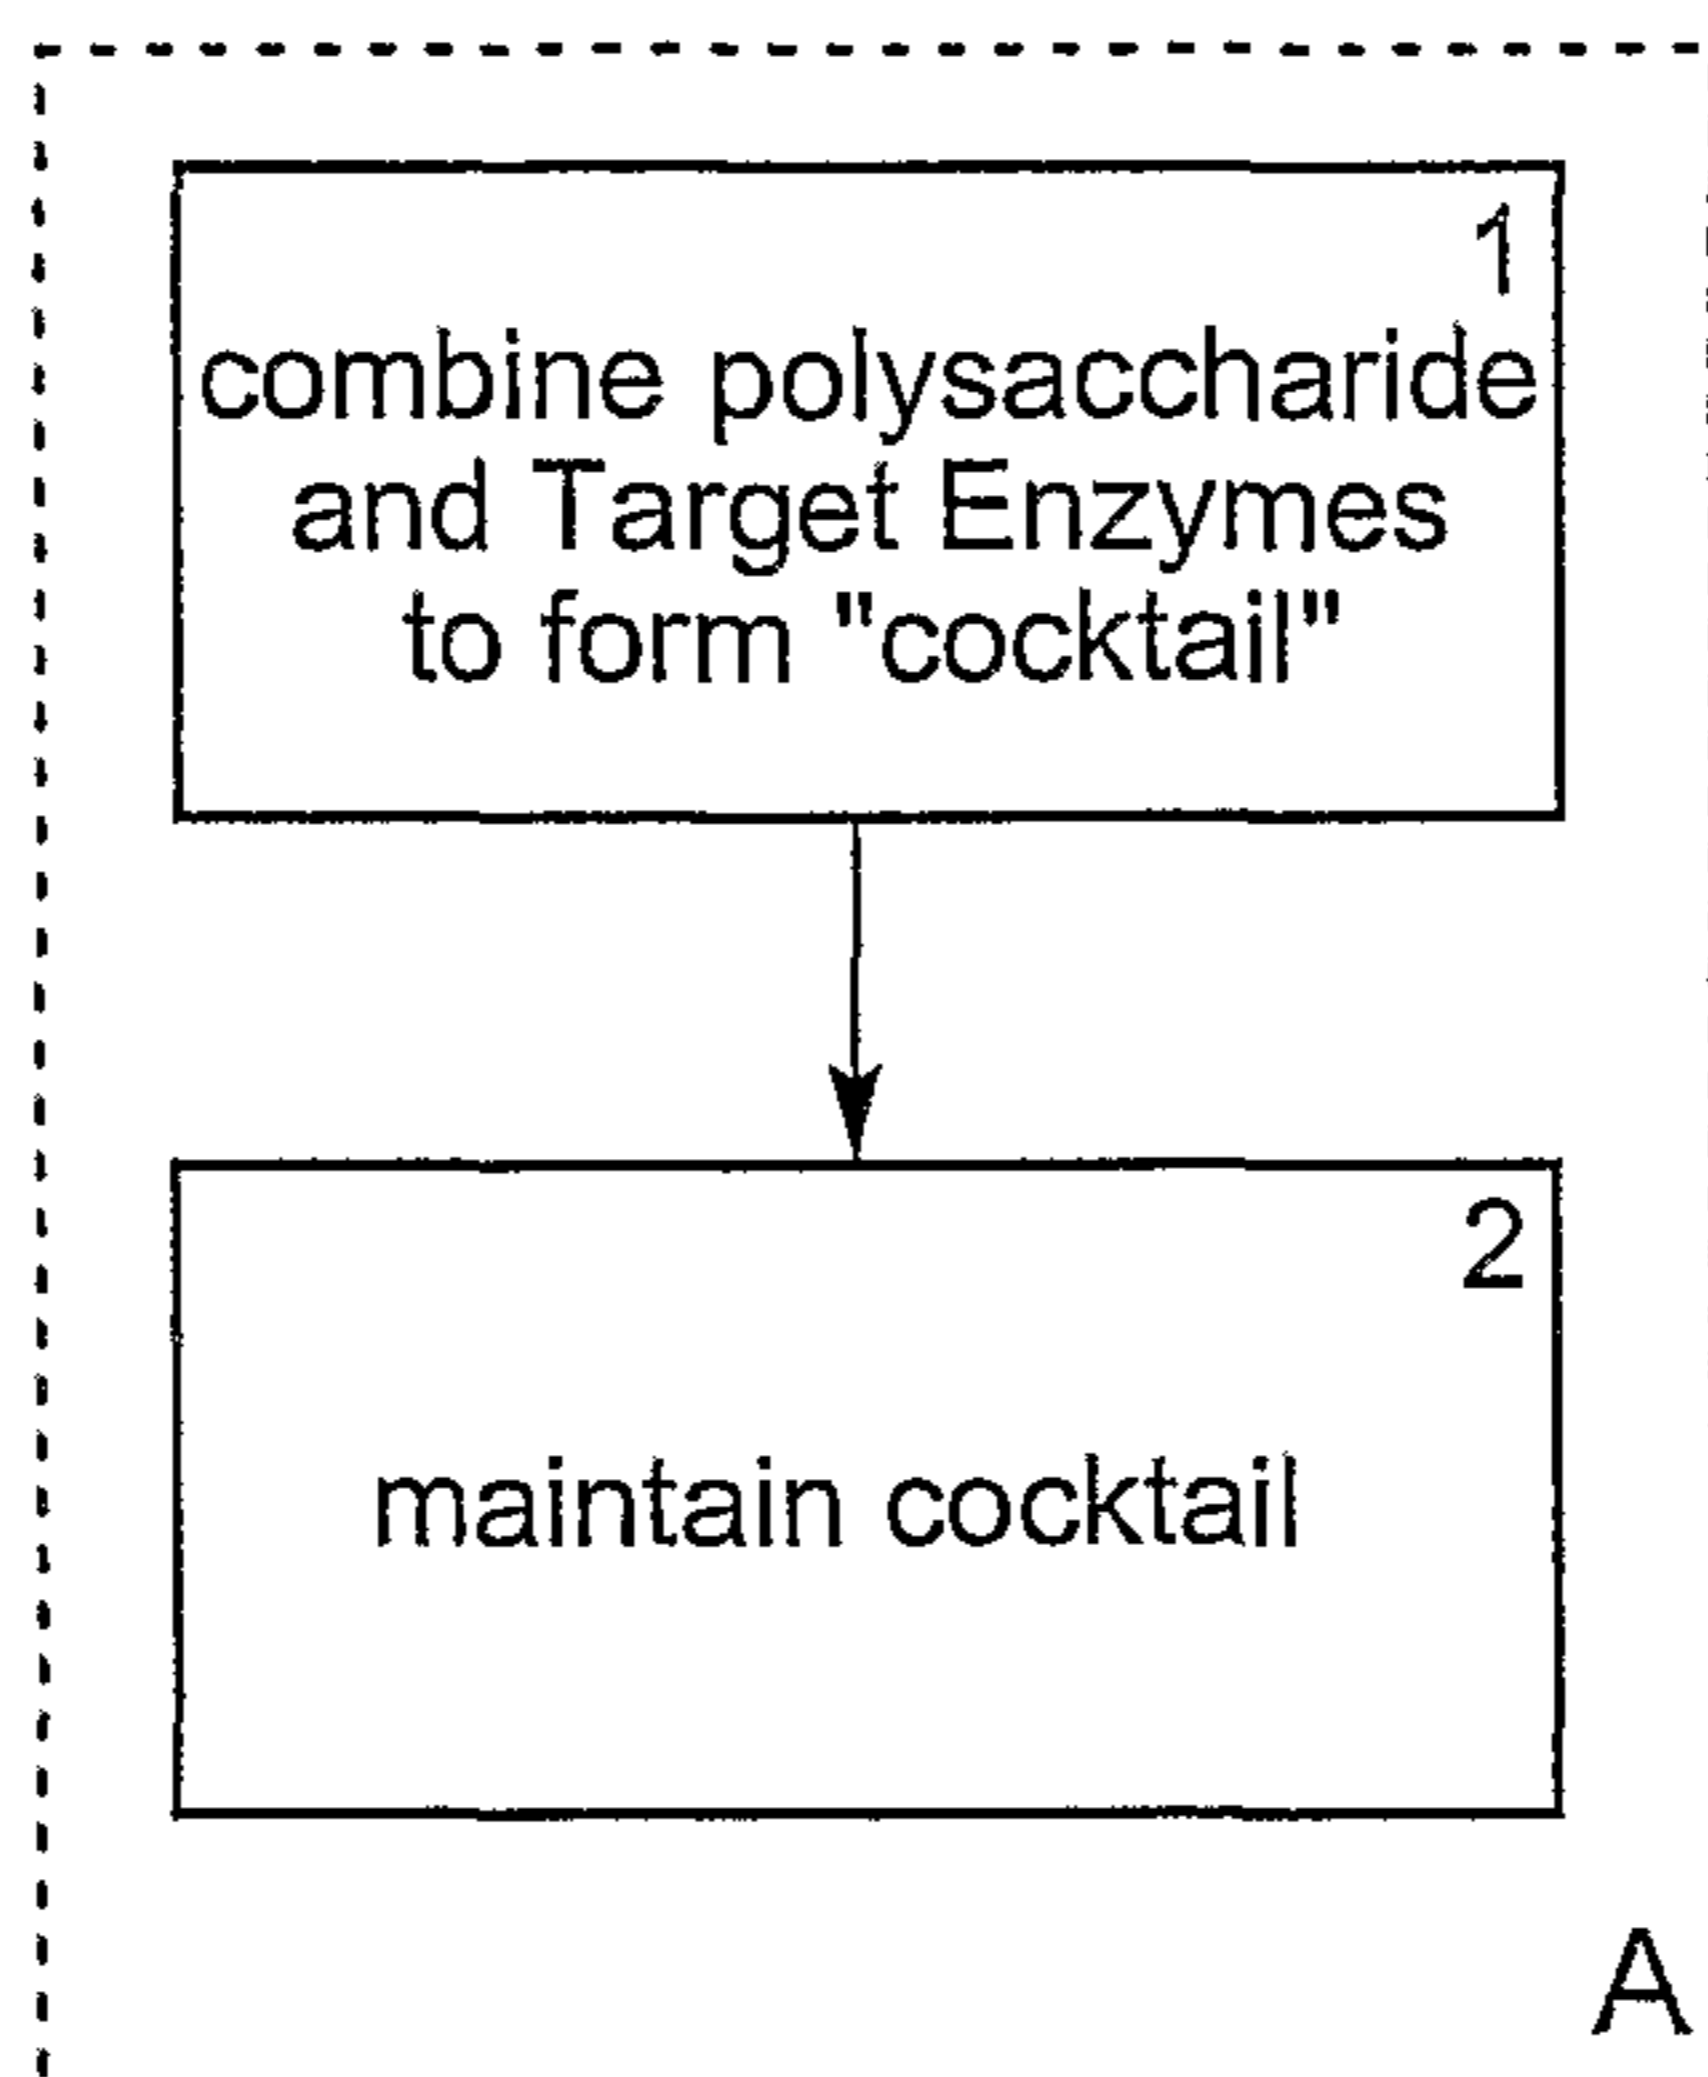 1
combine polysaccharide
and Target Enzymes
to form "cocktail"
2
maintain cocktail
A